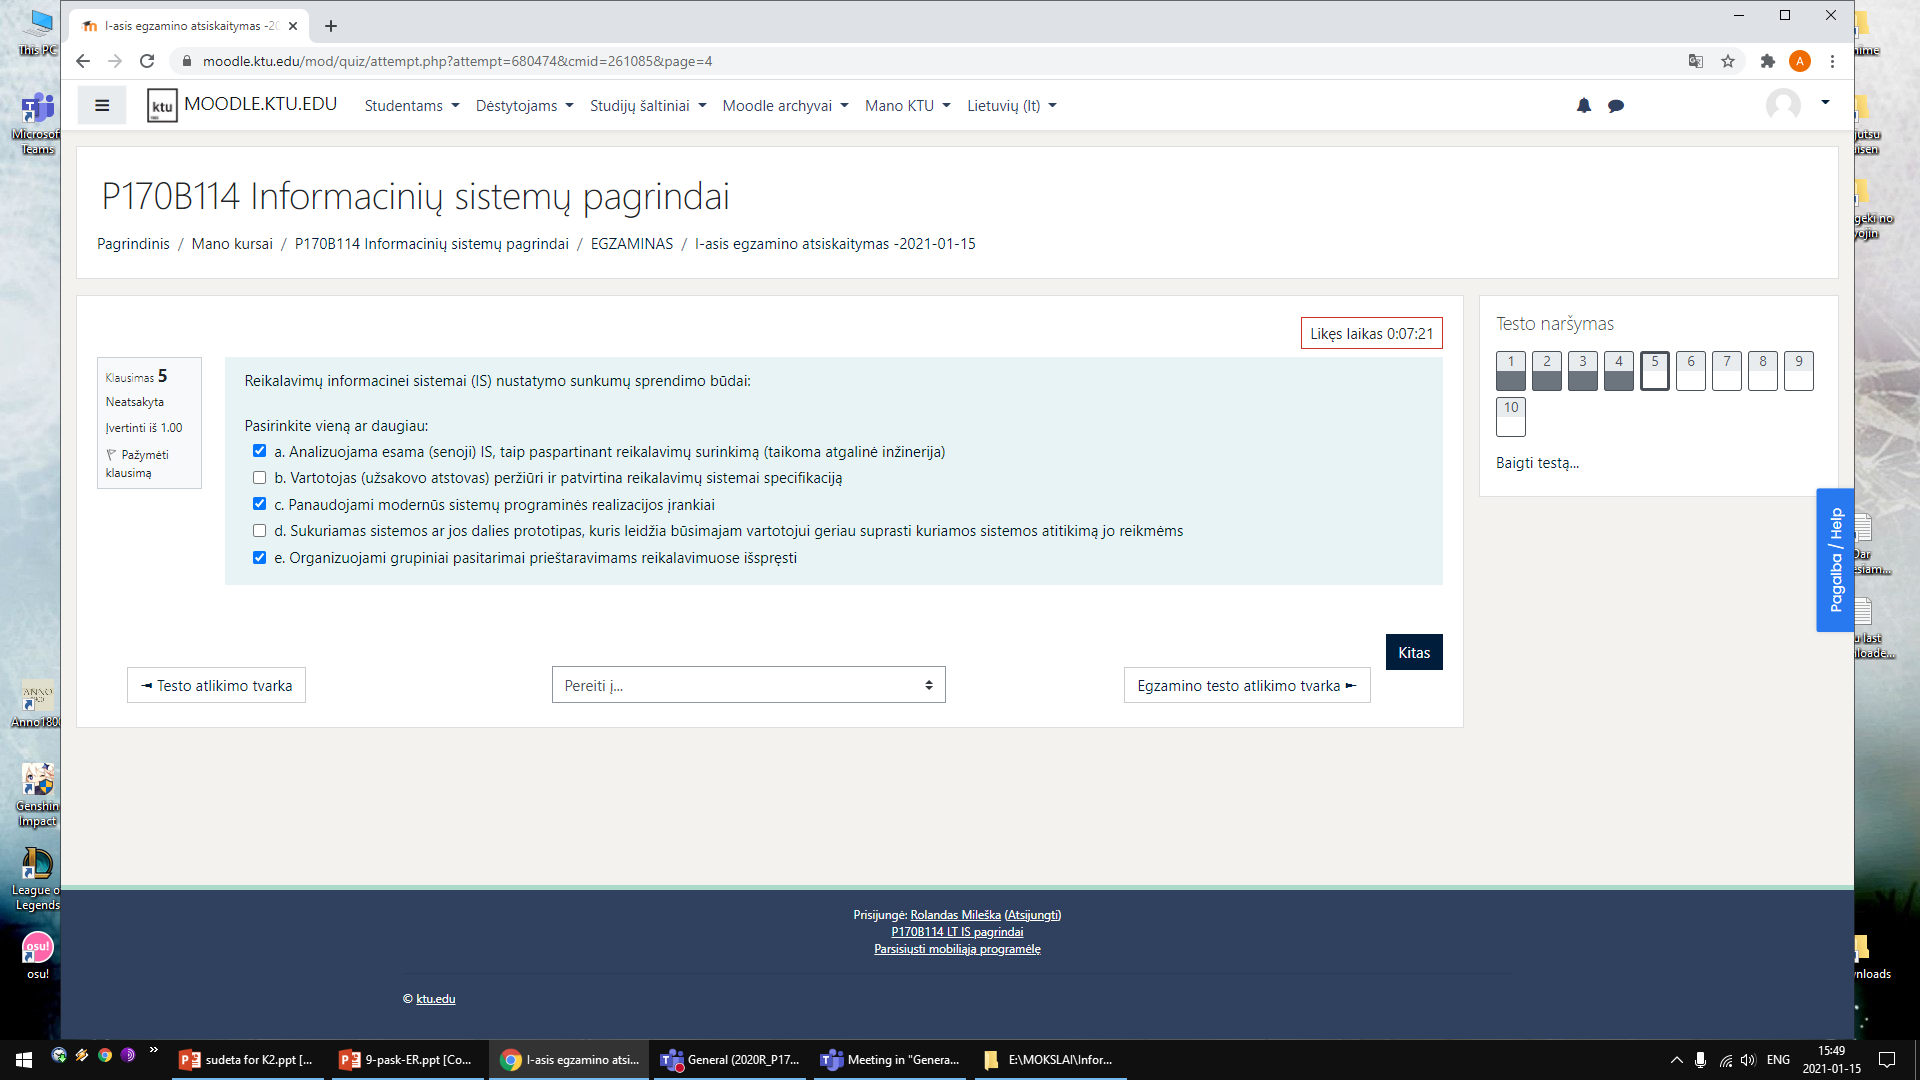 This PC
I-asis egzamino atsiskaitymas -20
moodle.ktu.edu/mod/quiz/attempt.php?attempt=680474&cmid=261085&page=4
A
ktu
MOODLE.KTU.EDU
Studentams
Dėstytojams
Studijų šaltiniai
Moodle archyvai
Mano KTU
Lietuvių (lt)
Microsof
Teams
P170B114 Informacinių sistemų pagrindai
Pagrindinis / Mano kursai / P170B114 Informacinių sistemų pagrindai / EGZAMINAS / I-asis egzamino atsiskaitymas -2021-01-15
Likęs laikas 0:07:21
Klausimas 5
Neatsakyta
Įvertinti iš 1.00
Pažymėti
klausimą
Reikalavimų informacinei sistemai (IS) nustatymo sunkumų sprendimo būdai:
Pasirinkite vieną ar daugiau:
a. Analizuojama esama (senoji) IS, taip paspartinant reikalavimų surinkimą (taikoma atgalinė inžinerija)
b. Vartotojas (užsakovo atstovas) peržiūri ir patvirtina reikalavimų sistemai specifikaciją
c. Panaudojami modernūs sistemų programinės realizacijos įrankiai
d. Sukuriamas sistemos ar jos dalies prototipas, kuris leidžia būsimajam vartotojui geriau suprasti kuriamos sistemos atitikimą jo reikmėms
e. Organizuojami grupiniai pasitarimai prieštaravimams reikalavimuose išspręsti
Kitas
◄ Testo atlikimo tvarka
Pereiti į...
Egzamino testo atlikimo tvarka ►
Testo naršymas
1 2 3 4 5 6 7 8 9
10
Baigti testą...
Pagalba / Help
Genshin
Impact
League o
Legends
osu!
osu!
Prisijungė: Rolandas Mileška (Atsijungti)
P170B114 LT IS pagrindai
Parsisiųsti mobiliąją programėlę
© ktu.edu
sudeta for K2.ppt [...
9-pask-ER.ppt [Co...
I-asis egzamino atsi...
General (2020R_P17...
Meeting in "Genera...
E:\MOKSLAI\Infor...
ENG
15:49
2021-01-15